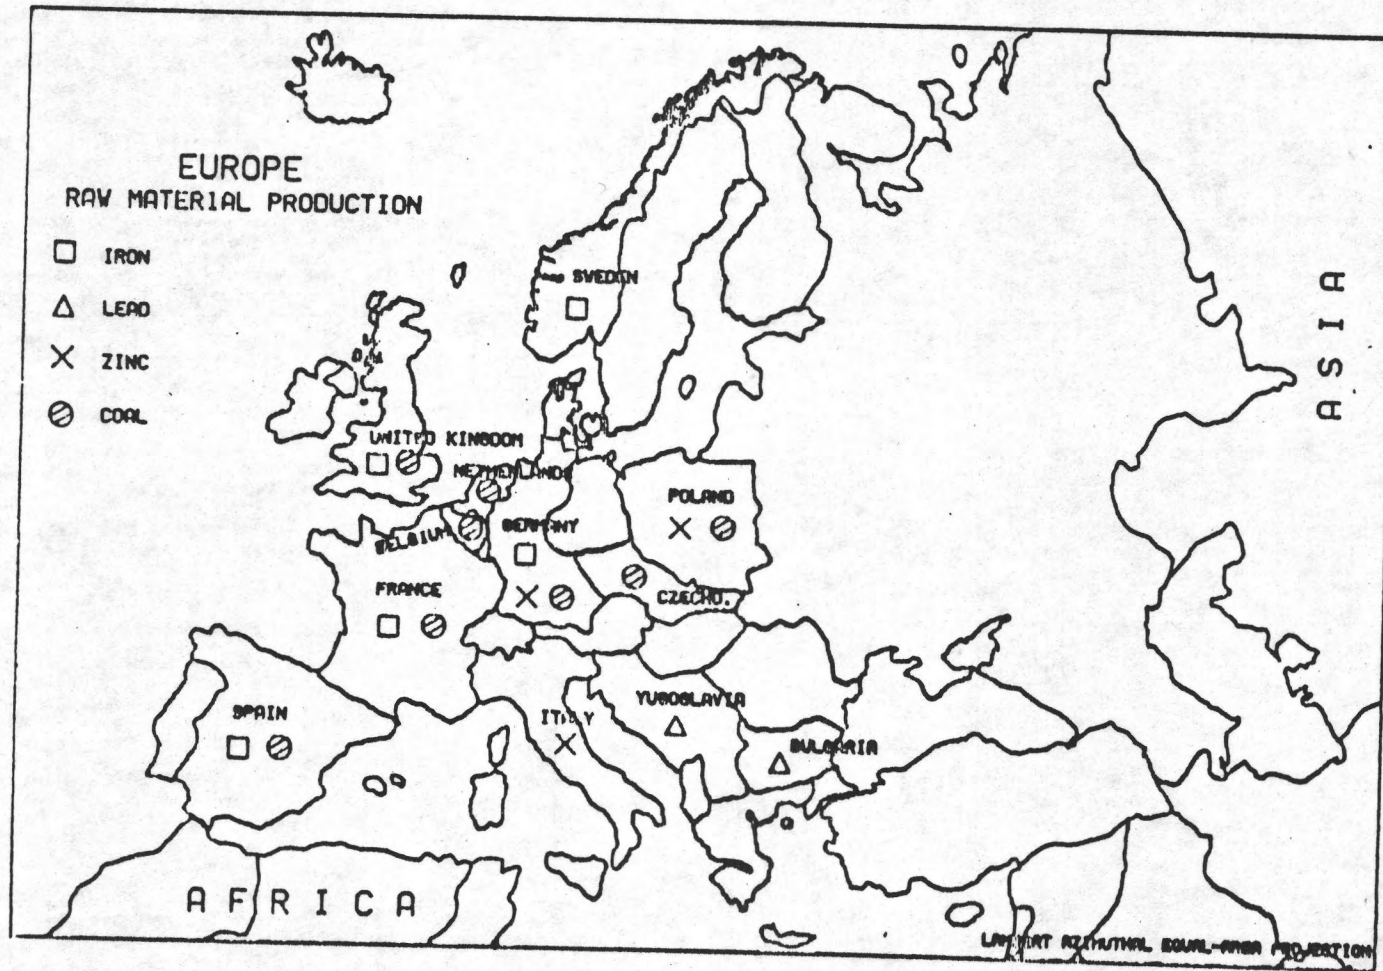 EUROPE
RAW MATERIAL PRODUCTION
IRON
LEAD
ZINC
COAL
SWEDEN
UNITED KINGDOM
NETHERLANDS
POLAND
BELGIUM
GERMANY
FRANCE
CZECHO.
SPAIN
ITALY
YUGOSLAVIA
BULGARIA
ASIA
AFRICA
LAMBERT AZIMUTHAL EQUAL-AREA PROJECTION